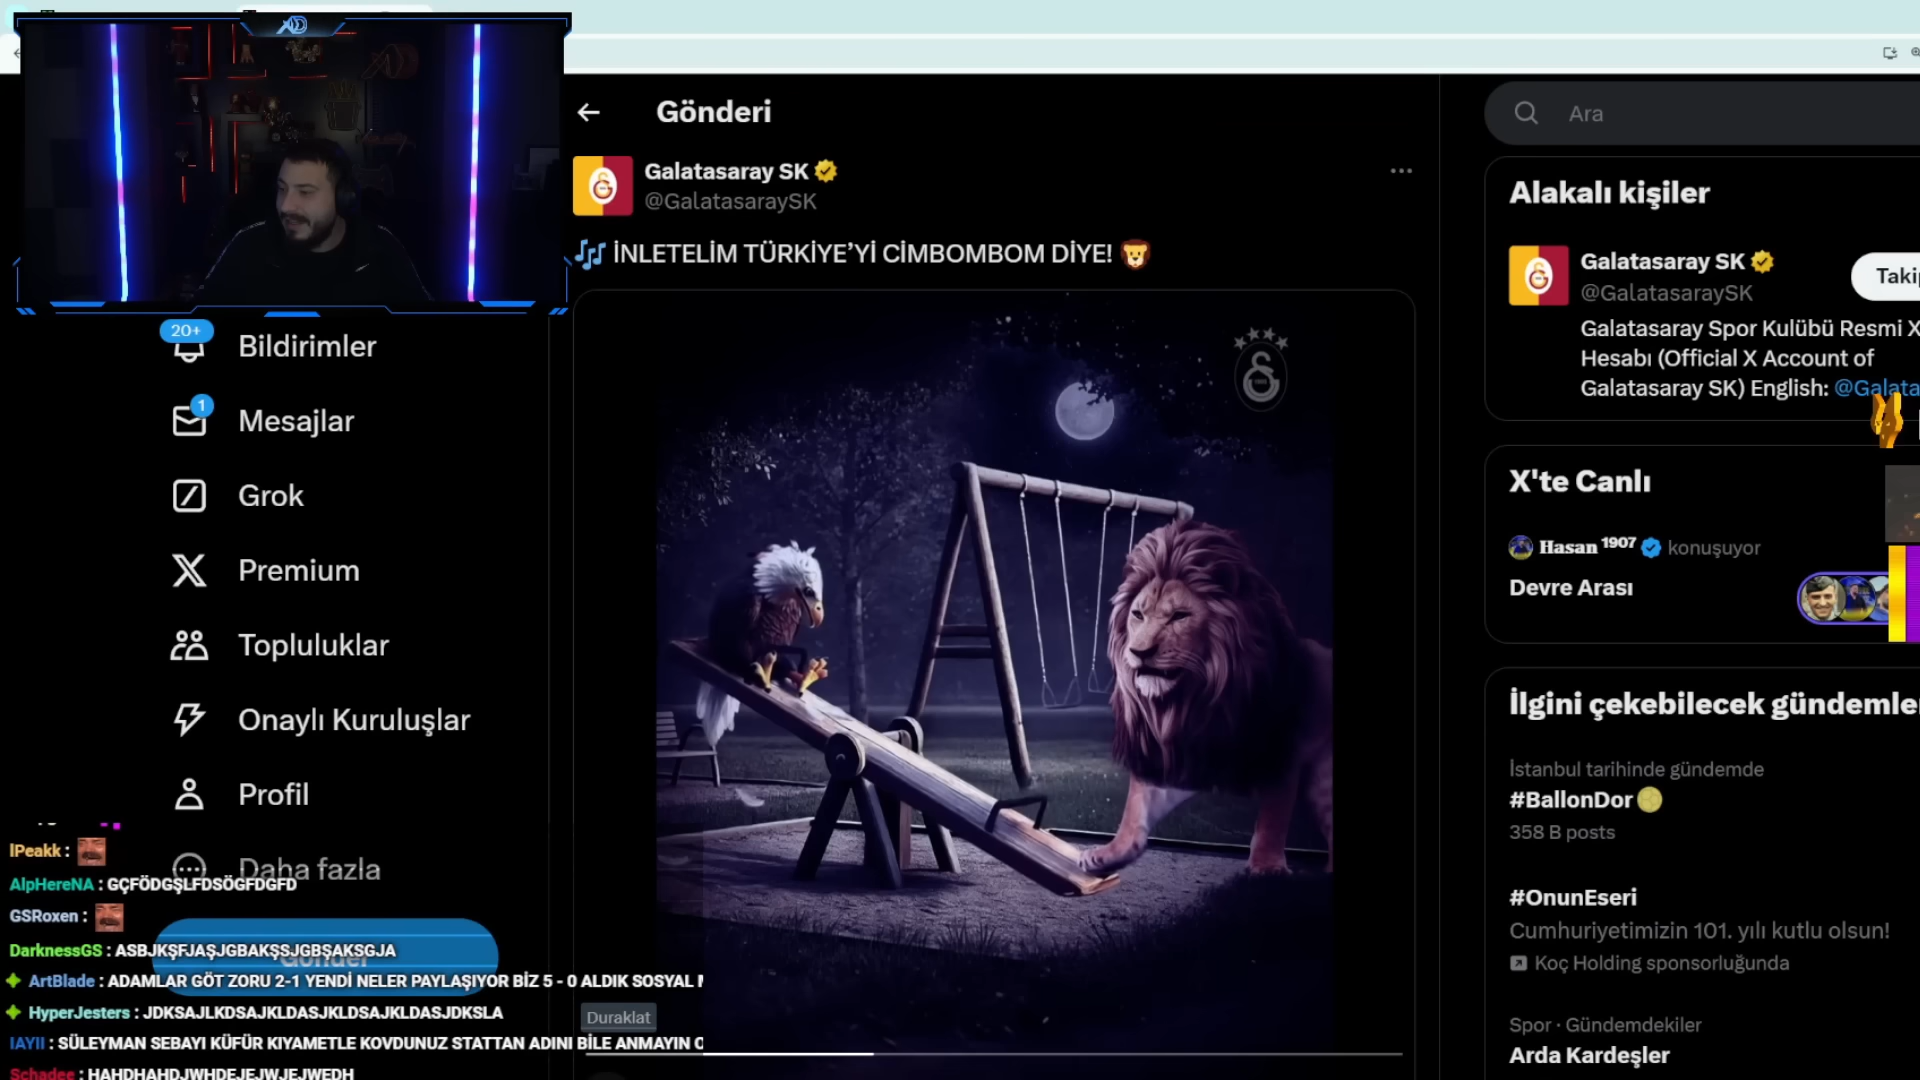 Gönderi
Galatasaray SK
@GalatasaraySK
İNLETELİM TÜRKİYE’Yİ CİMBOMBOM DİYE!
20+
Bildirimler
1
Mesajlar
Grok
Premium
Topluluklar
Onaylı Kuruluşlar
Profil
Daha fazla
Gönder
Duraklat
IPeakk :
AlpHereNA : GÇFÖDGŞLFDSÖGFDGFD
GSRoxen :
DarknessGS : ASBJKŞFJAŞJGBAKŞSJGBŞAKSGJA
ArtBlade : ADAMLAR GÖT ZORU 2-1 YENDİ NELER PAYLAŞIYOR BİZ 5 - 0 ALDIK SOSYAL
HyperJesters : JDKSAJLKDSAJKLDASJKLDSAJKLDASJDKSLA
IAYII : SÜLEYMAN SEBAYI KÜFÜR KIYAMETLE KOVDUNUZ STATTAN ADINI BİLE ANMAYIN
Schadee : HAHDHAHDJWHDEJEJWJEJWEDH
Ara
Alakalı kişiler
Galatasaray SK
@GalatasaraySK
Takip
Galatasaray Spor Kulübü Resmi X
Hesabı (Official X Account of
Galatasaray SK) English: @Galata
X'te Canlı
Hasan 1907 konuşuyor
Devre Arası
İlgini çekebilecek gündemle
İstanbul tarihinde gündemde
#BallonDor
358 B posts
#OnunEseri
Cumhuriyetimizin 101. yılı kutlu olsun!
Koç Holding sponsorluğunda
Spor · Gündemdekiler
Arda Kardeşler